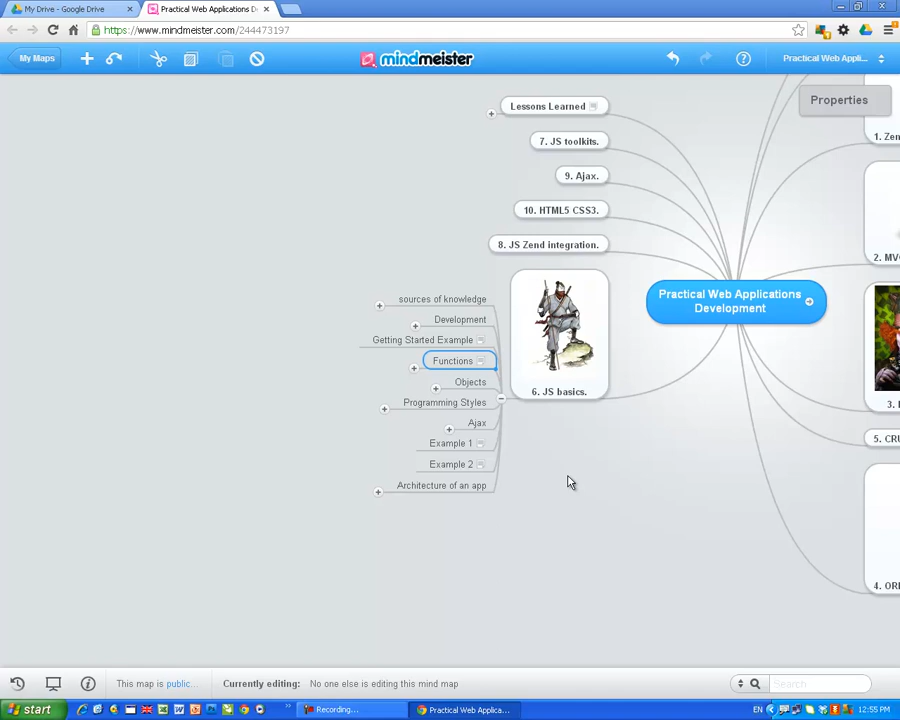 My Drive - Google Drive
Practical Web Applications D
https://www.mindmeister.com/244473197
My Maps
mindmeister
Practical Web Appli...
Properties
Lessons Learned
7. JS toolkits.
9. Ajax.
10. HTML5 CSS3.
8. JS Zend integration.
1. Zen
2. MV
3.
5. CRU
4. OR
Practical Web Applications
Development
6. JS basics.
sources of knowledge
Development
Getting Started Example
Functions
Objects
Programming Styles
Ajax
Example 1
Example 2
Architecture of an app
This map is public...
Currently editing:
No one else is editing this mind map
Search
start
Recording...
Practical Web Applica...
EN
12:55 PM